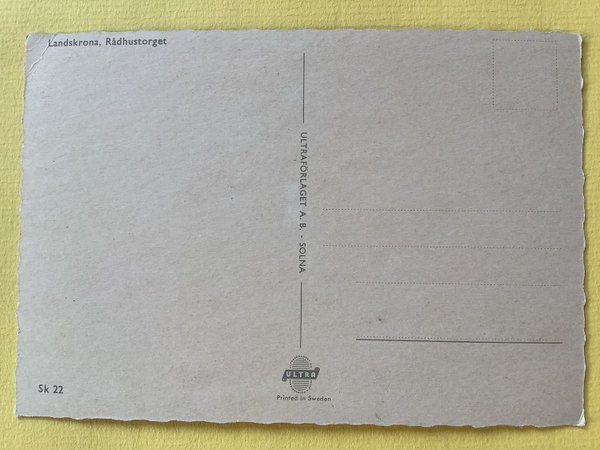 Landskrona, Rådhustorget
ULTRAFÖRLAGET A. B. - SOLNA
Sk 22
ULTRA
Printed in Sweden